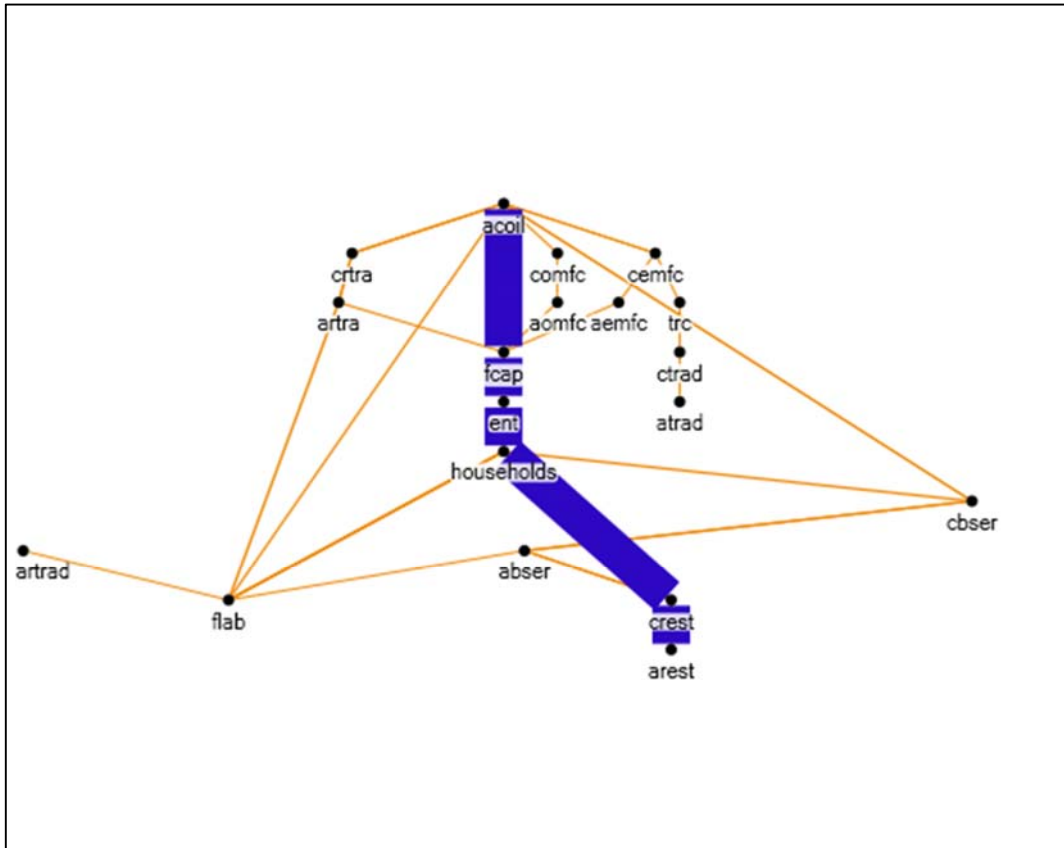 acoil
crtra
comfc
cemfc
artra
aomfc
aemfc
trc
fcap
ctrad
ent
atrad
households
cbser
artrad
abser
flab
crest
arest